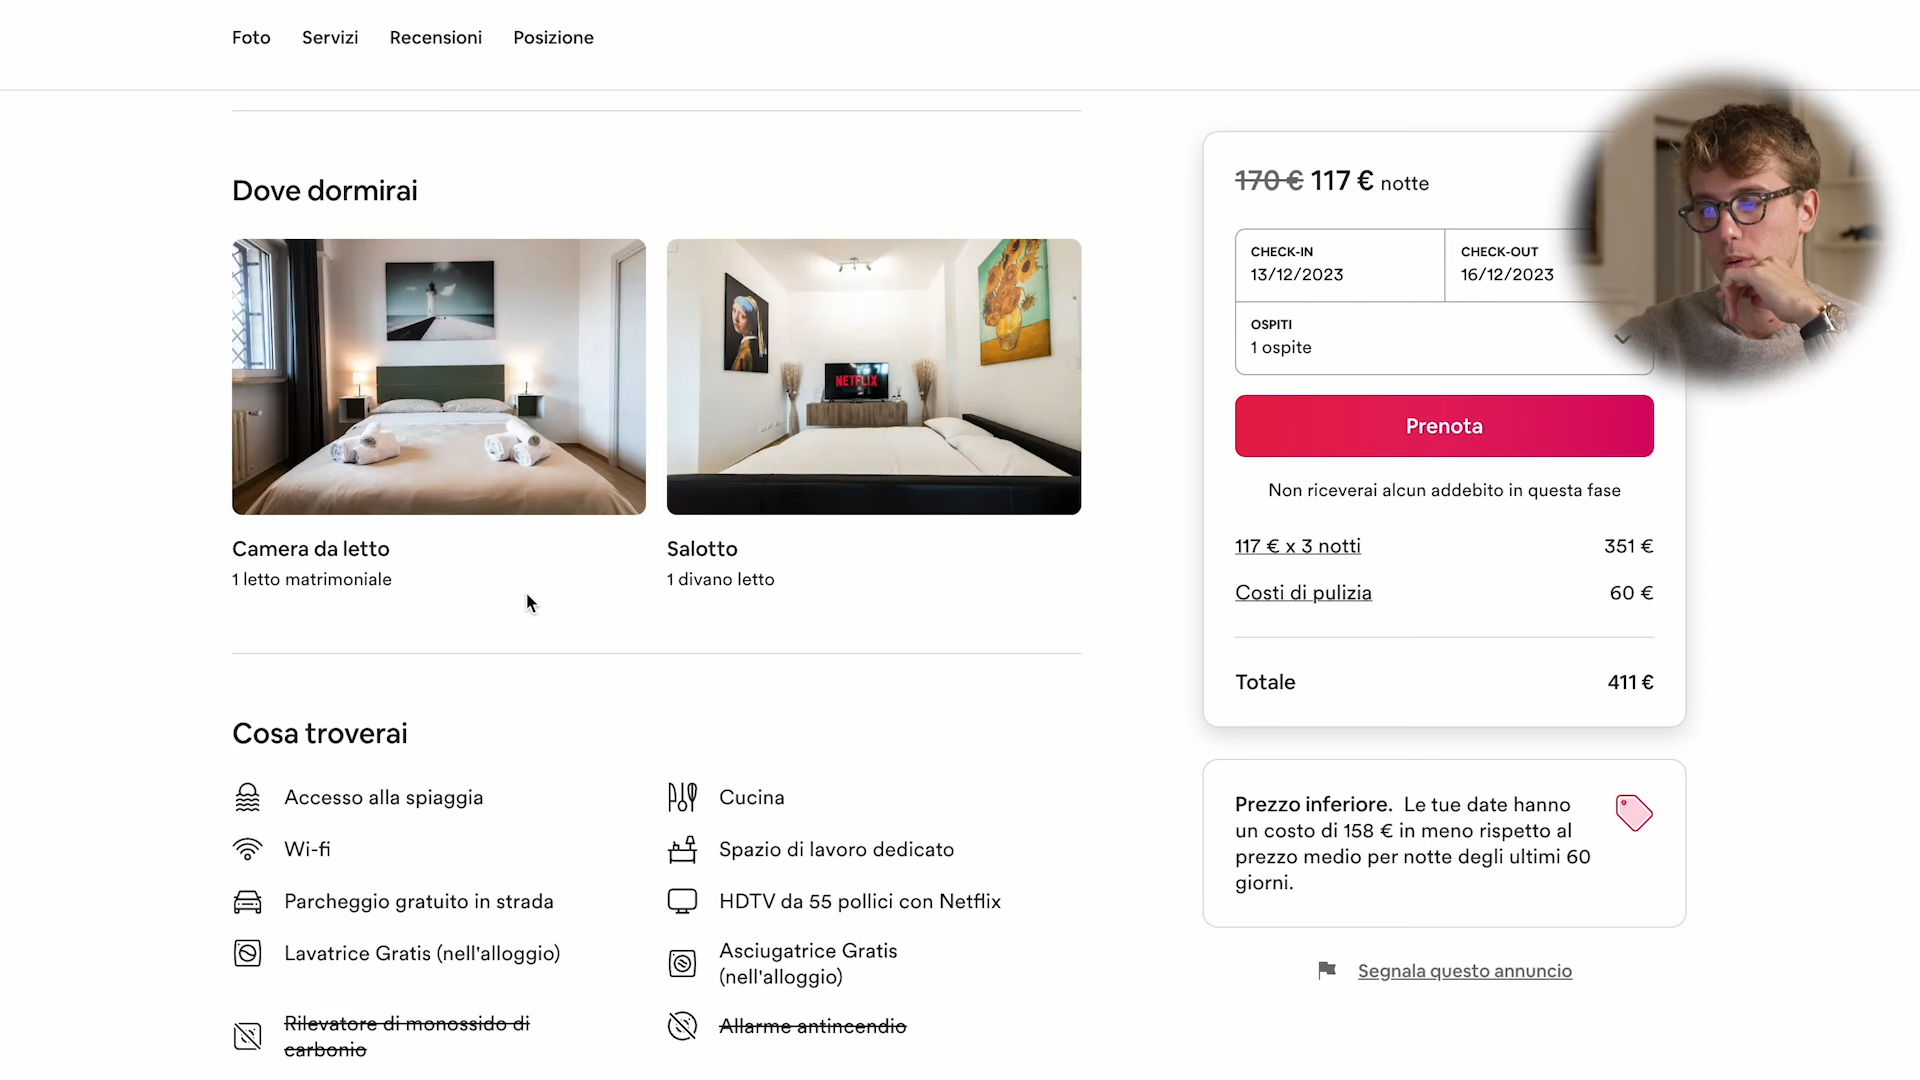 Foto
Servizi
Recensioni
Posizione
Dove dormirai
NETFLIX
Camera da letto
1 letto matrimoniale
Salotto
1 divano letto
Cosa troverai
Accesso alla spiaggia
Cucina
Wi-fi
Spazio di lavoro dedicato
Parcheggio gratuito in strada
HDTV da 55 pollici con Netflix
Lavatrice Gratis (nell'alloggio)
Asciugatrice Gratis
(nell'alloggio)
Rilevatore di monossido di
carbonio
Allarme antincendio
170 € 117 € notte
CHECK-IN
13/12/2023
CHECK-OUT
16/12/2023
OSPITI
1 ospite
Prenota
Non riceverai alcun addebito in questa fase
117 € x 3 notti 351 €
Costi di pulizia 60 €
Totale 411 €
Prezzo inferiore. Le tue date hanno
un costo di 158 € in meno rispetto al
prezzo medio per notte degli ultimi 60
giorni.
Segnala questo annuncio